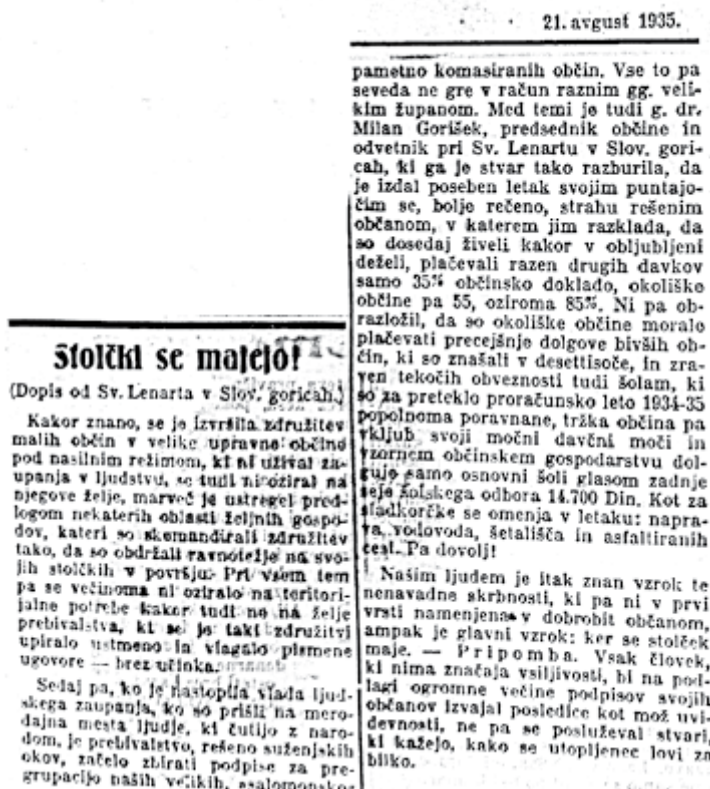 21. avgust 1935.
Stolčki se majejo!
(Dopis od Sv. Lenarta v Slov. goricah.)
Kakor znano, se je izvršila združitev
malih občin v velike upravne občine
pod nasilnim režimom, ki ni užival za-
upanja v ljudstvu, se tudi ni oziral na
njegove želje, marveč je ustregel pred-
logom nekaterih oblasti željnih gospo-
dov, kateri so skomandirali združitev
tako, da so obdržali ravnotežje na svo-
jih stolčkih v površju. Pri vsem tem
pa se večinoma ni oziralo na teritori-
jalne potrebe kakor tudi ne na želje
prebivalstva, ki se je taki združitvi
upiralo ustmeno in vlagalo pismene
ugovore — brez učinka.
Sedaj pa, ko je nastopila vlada ljud-
skega zaupanja, ko so prišli na mero-
dajna mesta ljudje, ki čutijo z naro-
dom, je prebivalstvo, rešeno suženjskih
okov, začelo zbirati podpise za pre-
grupacijo naših velikih,
pametno komasiranih občin. Vse to pa
seveda ne gre v račun raznim gg. veli-
kim županom. Med temi je tudi g. dr.
Milan Gorišek, predsednik občine in
odvetnik pri Sv. Lenartu v Slov. gori-
cah, ki ga je stvar tako razburila, da
je izdal poseben letak svojim puntajo-
čim se, bolje rečeno, strahu rešenim
občanom, v katerem jim razklada, da
so dosedaj živeli kakor v obljubljeni
deželi, plačevali razen drugih davkov
samo 35% občinsko doklado, okoliške
občine pa 55, oziroma 85%. Ni pa ob-
razložil, da so okoliške občine morale
plačevati precejšnje dolgove bivših ob-
čin, ki so znašali v desettisoče, in zra-
ven tekočih obveznosti tudi šolam, ki
so za preteklo proračunsko leto 1934-35
popolnoma poravnane, tržka občina pa
vkljub svoji močni davčni moči in
vzornem občinskem gospodarstvu dol-
guje samo osnovni šoli glasom zadnje
seje šolskega odbora 14.700 Din. Kot za
sladkorčke se omenja v letaku: napra-
va vodovoda, šetališča in asfaltiranih
cest. Pa dovolj!
Našim ljudem je itak znan vzrok te
nenavadne skrbnosti, ki pa ni v prvi
vrsti namenjena v dobrobit občanom,
ampak je glavni vzrok: ker se stolček
maje. — Pripomba. Vsak človek,
ki nima značaja vsiljivosti, bi na pod-
lagi ogromne večine podpisov svojih
občanov izvajal posledice kot mož uvi-
devnosti, ne pa se posluževal stvari,
ki kažejo, kako se utopljenec lovi za
bilko.